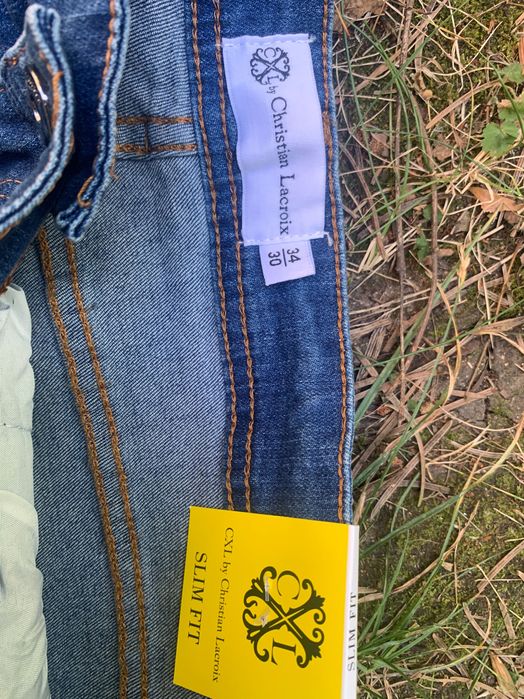 CXL
by Christian Lacroix
34
30
CXL
CXL by Christian Lacroix
SLIM FIT
SLIM FIT